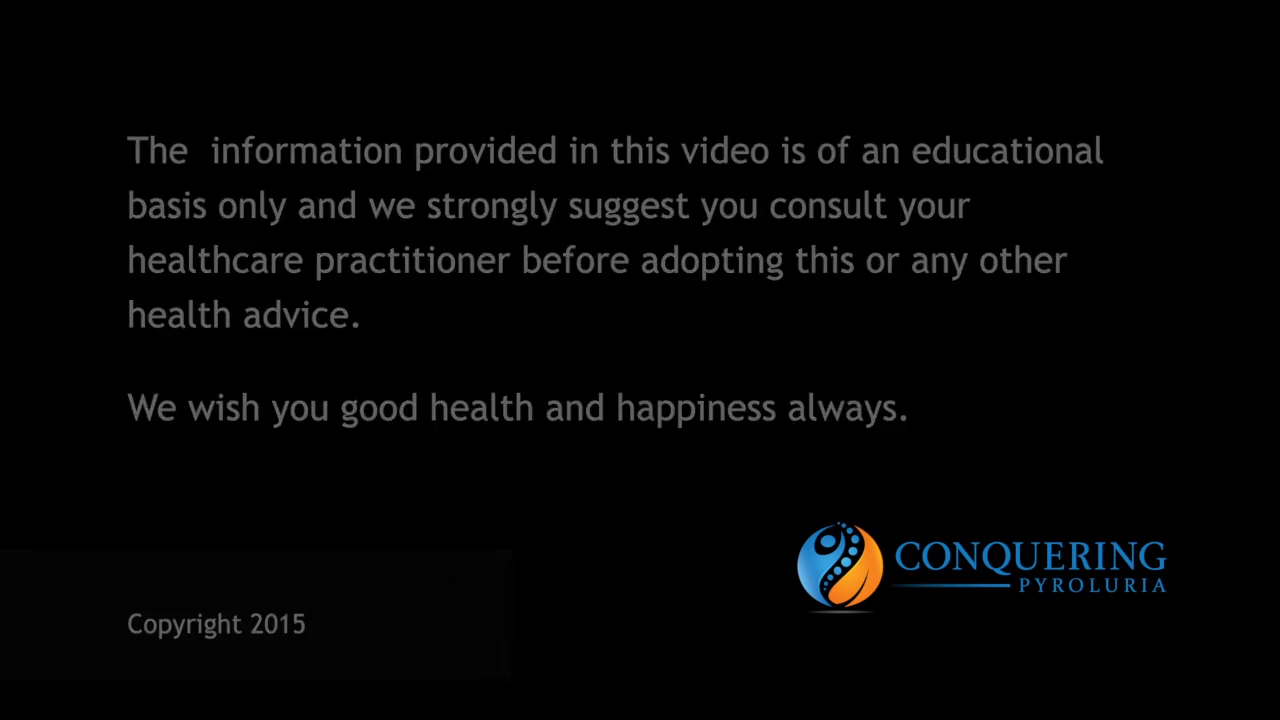 The  information provided in this video is of an educational
basis only and we strongly suggest you consult your
healthcare practitioner before adopting this or any other
health advice.
We wish you good health and happiness always.
CONQUERING
PYROLURIA
Copyright 2015